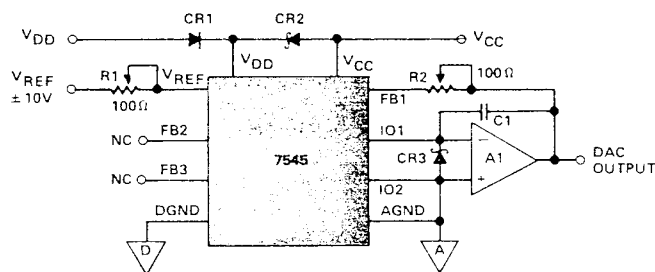 CR1 CR2
VDD VCC
VDD VCC
VREF ± 10V
R1 100Ω
VREF
FB1
R2 100Ω
C1
NC FB2
IO1
7545
CR3
− A1 +
DAC OUTPUT
NC FB3
IO2
DGND
AGND
D
A